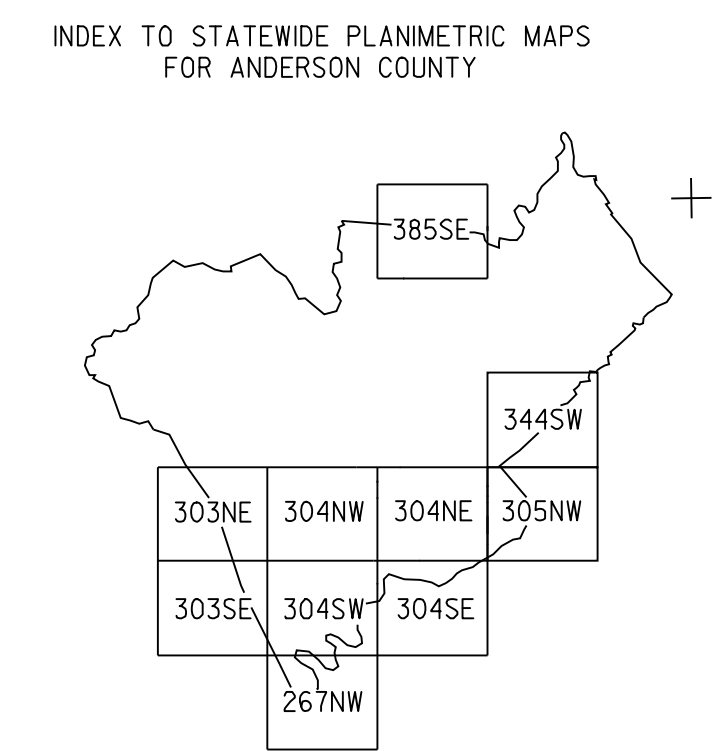 INDEX TO STATEWIDE PLANIMETRIC MAPS
FOR ANDERSON COUNTY
385SE
344SW
303NE 304NW 304NE 305NW
303SE 304SW 304SE
267NW